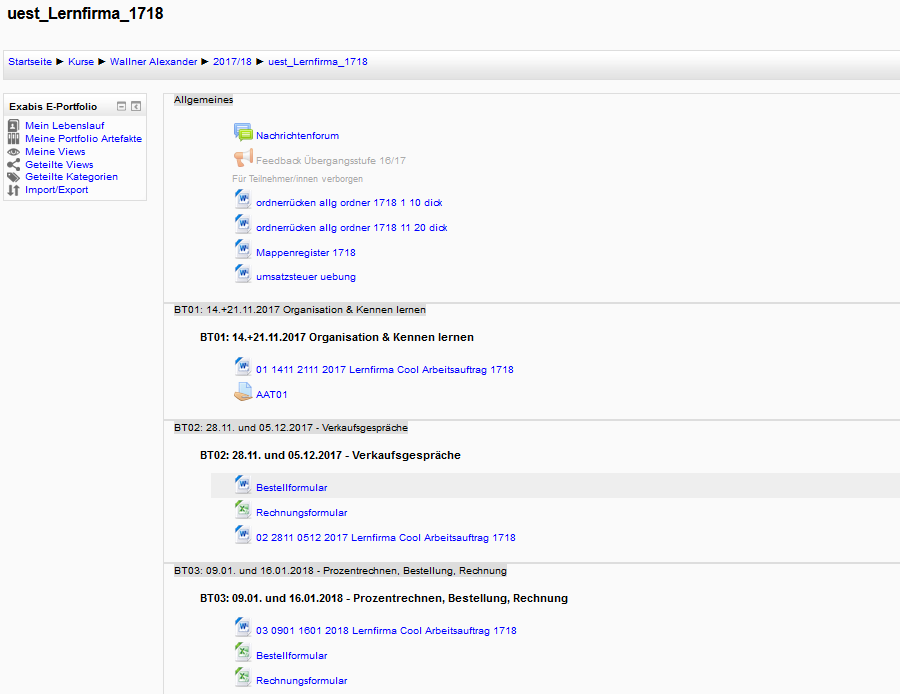 uest_Lernfirma_1718
Startseite ► Kurse ► Wallner Alexander ► 2017/18 ► uest_Lernfirma_1718
Exabis E-Portfolio
Mein Lebenslauf
Meine Portfolio Artefakte
Meine Views
Geteilte Views
Geteilte Kategorien
Import/Export
Allgemeines
Nachrichtenforum
Feedback Übergangsstufe 16/17
Für Teilnehmer/innen verborgen
ordnerrücken allg ordner 1718 1 10 dick
ordnerrücken allg ordner 1718 11 20 dick
Mappenregister 1718
umsatzsteuer uebung
BT01: 14.+21.11.2017 Organisation & Kennen lernen
BT01: 14.+21.11.2017 Organisation & Kennen lernen
01 1411 2111 2017 Lernfirma Cool Arbeitsauftrag 1718
AAT01
BT02: 28.11. und 05.12.2017 - Verkaufsgespräche
BT02: 28.11. und 05.12.2017 - Verkaufsgespräche
Bestellformular
Rechnungsformular
02 2811 0512 2017 Lernfirma Cool Arbeitsauftrag 1718
BT03: 09.01. und 16.01.2018 - Prozentrechnen, Bestellung, Rechnung
BT03: 09.01. und 16.01.2018 - Prozentrechnen, Bestellung, Rechnung
03 0901 1601 2018 Lernfirma Cool Arbeitsauftrag 1718
Bestellformular
Rechnungsformular